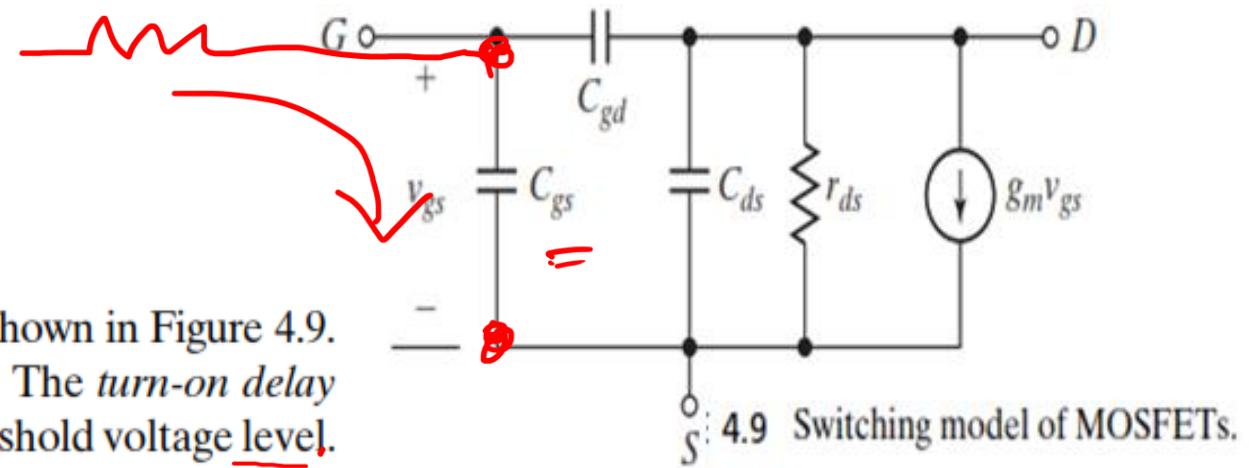 G
D
+
C_gd
v_gs
C_gs
C_ds
r_ds
g_m v_gs
−
hown in Figure 4.9.
The turn-on delay
shold voltage level.
S
4.9 Switching model of MOSFETs.